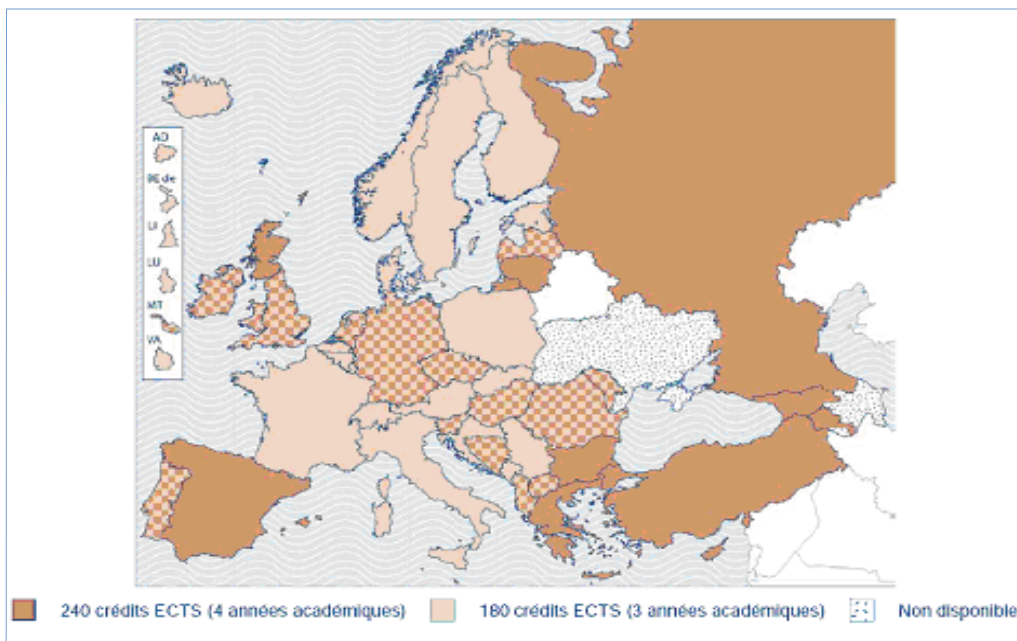 AD
BE de
LI
LU
MT
VA
240 crédits ECTS (4 années académiques)
180 crédits ECTS (3 années académiques)
Non disponible